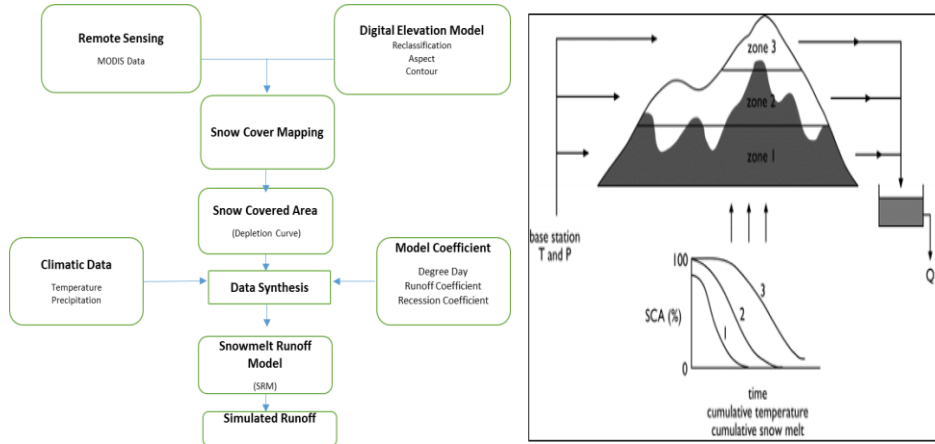 Remote Sensing
MODIS Data
Digital Elevation Model
Reclassification
Aspect
Contour
Snow Cover Mapping
Snow Covered Area
(Depletion Curve)
Climatic Data
Temperature
Precipitation
Data Synthesis
Model Coefficient
Degree Day
Runoff Coefficient
Recession Coefficient
Snowmelt Runoff
Model
(SRM)
Simulated Runoff
zone 3
zone 2
zone 1
base station
T and P
Q
100
SCA (%)
0
1
2
3
time
cumulative temperature
cumulative snow melt